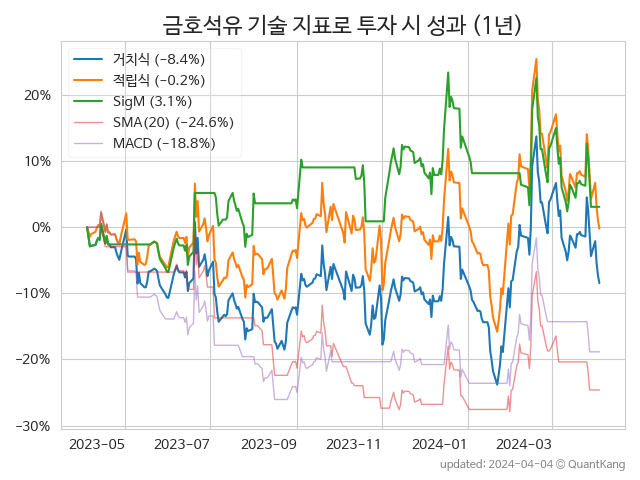 금호석유 기술 지표로 투자 시 성과 (1년)
거치식 (−8.4%)
적립식 (−0.2%)
SigM (3.1%)
SMA(20) (−24.6%)
MACD (−18.8%)
20%
10%
0%
−10%
−20%
−30%
2023-05 2023-07 2023-09 2023-11 2024-01 2024-03
updated: 2024-04-04 © QuantKang